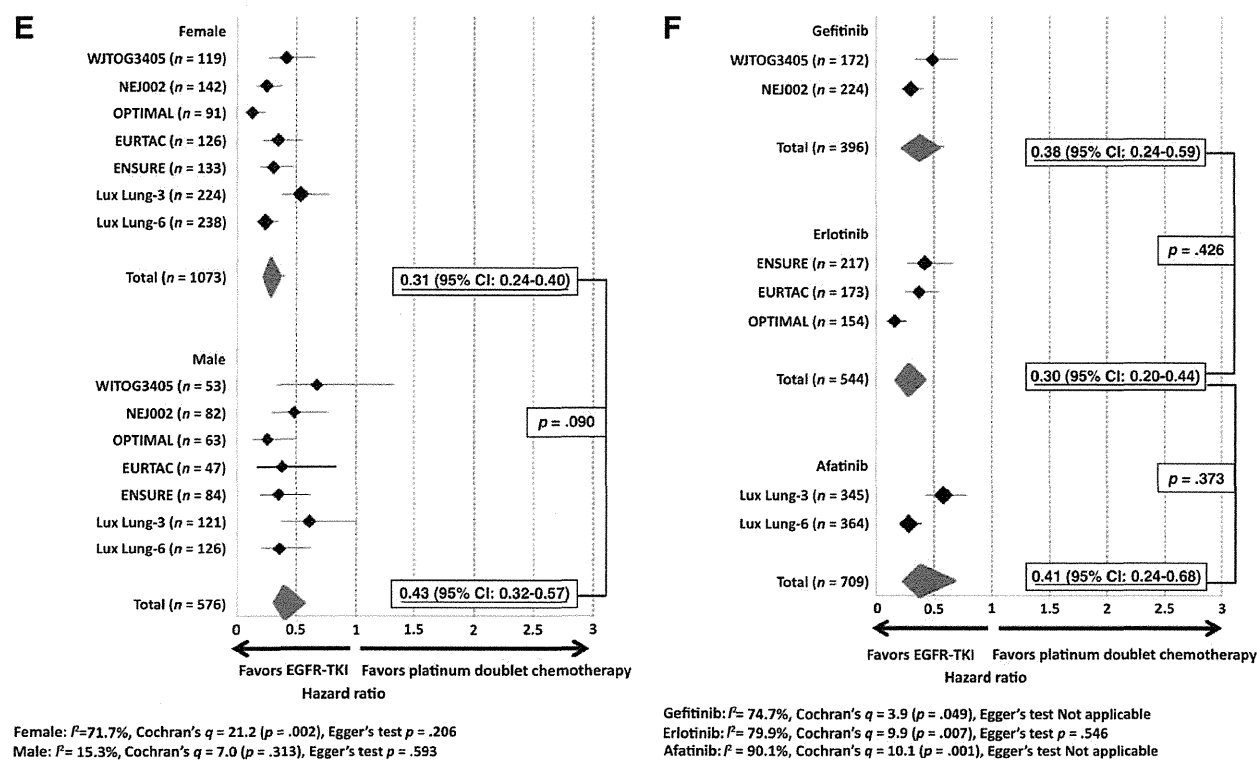 E
Female
WJTOG3405 (n = 119)
NEJ002 (n = 142)
OPTIMAL (n = 91)
EURTAC (n = 126)
ENSURE (n = 133)
Lux Lung-3 (n = 224)
Lux Lung-6 (n = 238)
Total (n = 1073)
0.31 (95% CI: 0.24-0.40)
Male
WITOG3405 (n = 53)
NEJ002 (n = 82)
p = .090
OPTIMAL (n = 63)
EURTAC (n = 47)
ENSURE (n = 84)
Lux Lung-3 (n = 121)
Lux Lung-6 (n = 126)
Total (n = 576)
0.43 (95% CI: 0.32-0.57)
0 0.5 1 1.5 2 2.5 3
Favors EGFR-TKI Favors platinum doublet chemotherapy
Hazard ratio
Female: I²=71.7%, Cochran's q = 21.2 (p = .002), Egger's test p = .206
Male: I²= 15.3%, Cochran's q = 7.0 (p = .313), Egger's test p = .593
F
Gefitinib
WJTOG3405 (n = 172)
NEJ002 (n = 224)
Total (n = 396)
0.38 (95% CI: 0.24-0.59)
Erlotinib
p = .426
ENSURE (n = 217)
EURTAC (n = 173)
OPTIMAL (n = 154)
Total (n = 544)
0.30 (95% CI: 0.20-0.44)
Afatinib
p = .373
Lux Lung-3 (n = 345)
Lux Lung-6 (n = 364)
Total (n = 709)
0.41 (95% CI: 0.24-0.68)
0 0.5 1 1.5 2 2.5 3
Favors EGFR-TKI Favors platinum doublet chemotherapy
Hazard ratio
Gefitinib: I²= 74.7%, Cochran's q = 3.9 (p = .049), Egger's test Not applicable
Erlotinib: I²= 79.9%, Cochran's q = 9.9 (p = .007), Egger's test p = .546
Afatinib: I²= 90.1%, Cochran's q = 10.1 (p = .001), Egger's test Not applicable